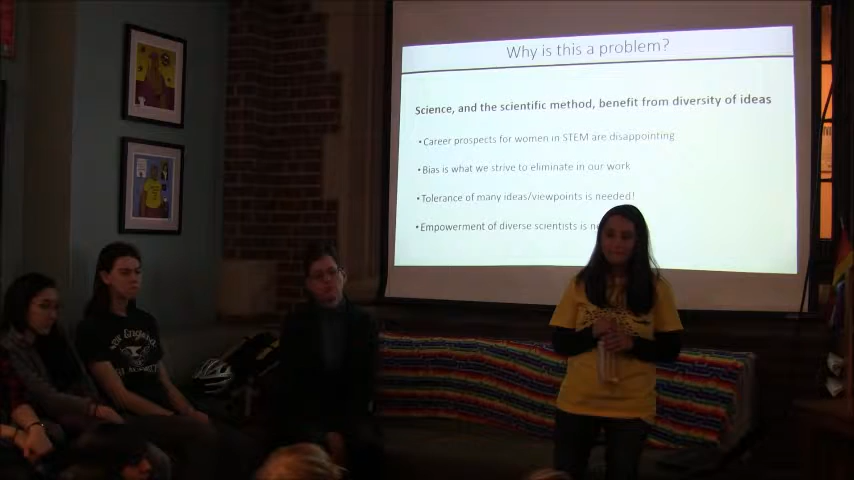 Why is this a problem?
Science, and the scientific method, benefit from diversity of ideas
• Career prospects for women in STEM are disappointing
• Bias is what we strive to eliminate in our work
• Tolerance of many ideas/viewpoints is needed!
• Empowerment of diverse scientists is